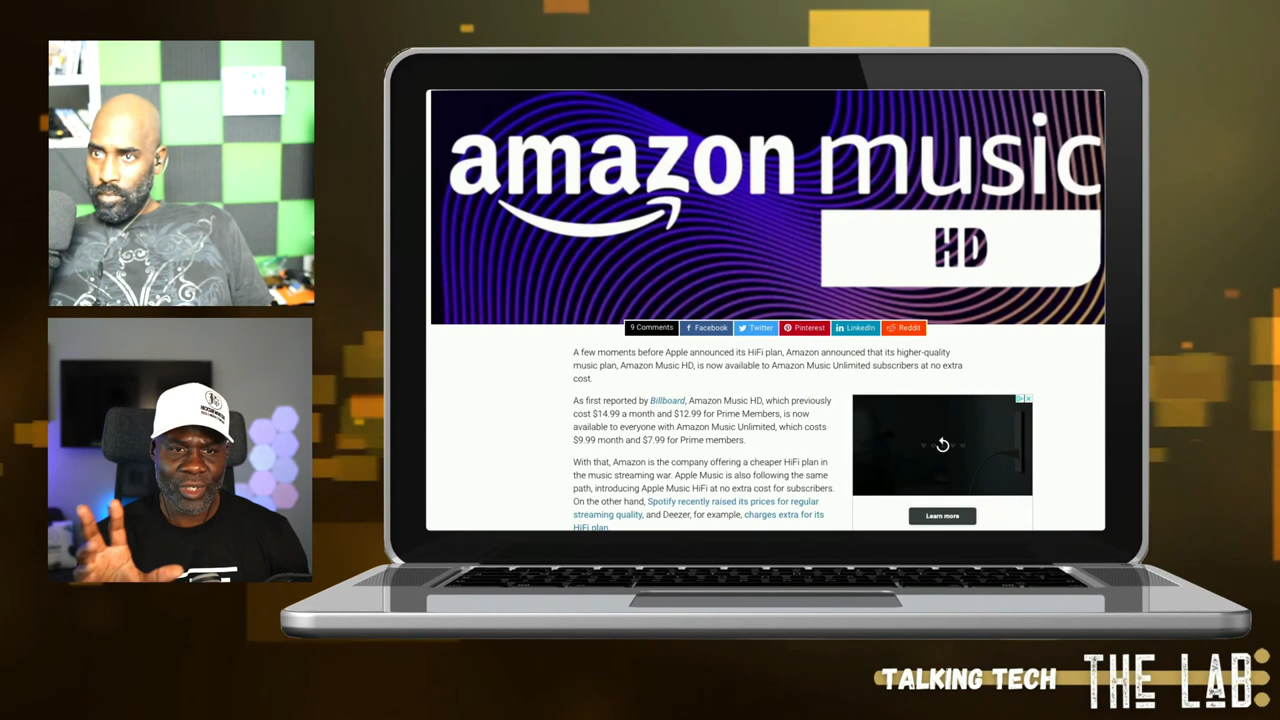 amazon music
HD
9 Comments
Facebook
Twitter
Pinterest
LinkedIn
Reddit
A few moments before Apple announced its HiFi plan, Amazon announced that its higher-quality
music plan, Amazon Music HD, is now available to Amazon Music Unlimited subscribers at no extra
cost.
As first reported by Billboard, Amazon Music HD, which previously
cost $14.99 a month and $12.99 for Prime Members, is now
available to everyone with Amazon Music Unlimited, which costs
$9.99 month and $7.99 for Prime members.
With that, Amazon is the company offering a cheaper HiFi plan in
the music streaming war. Apple Music is also following the same
path, introducing Apple Music HiFi at no extra cost for subscribers.
On the other hand, Spotify recently raised its prices for regular
streaming quality, and Deezer, for example, charges extra for its
HiFi plan.
Learn more
TALKING TECH
THE LAB